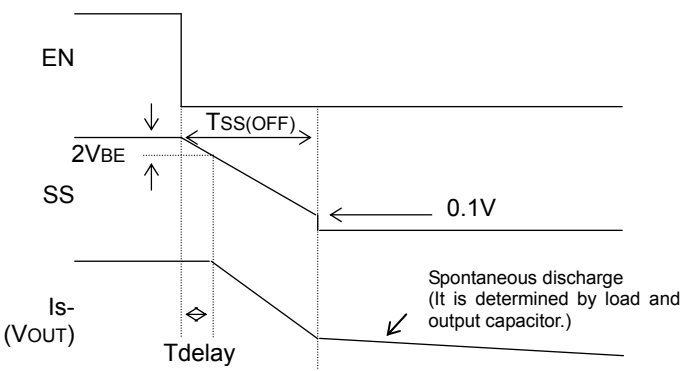 EN
TSS(OFF)
2VBE
SS
0.1V
Spontaneous discharge
(It is determined by load and
output capacitor.)
Is-
(VOUT)
Tdelay